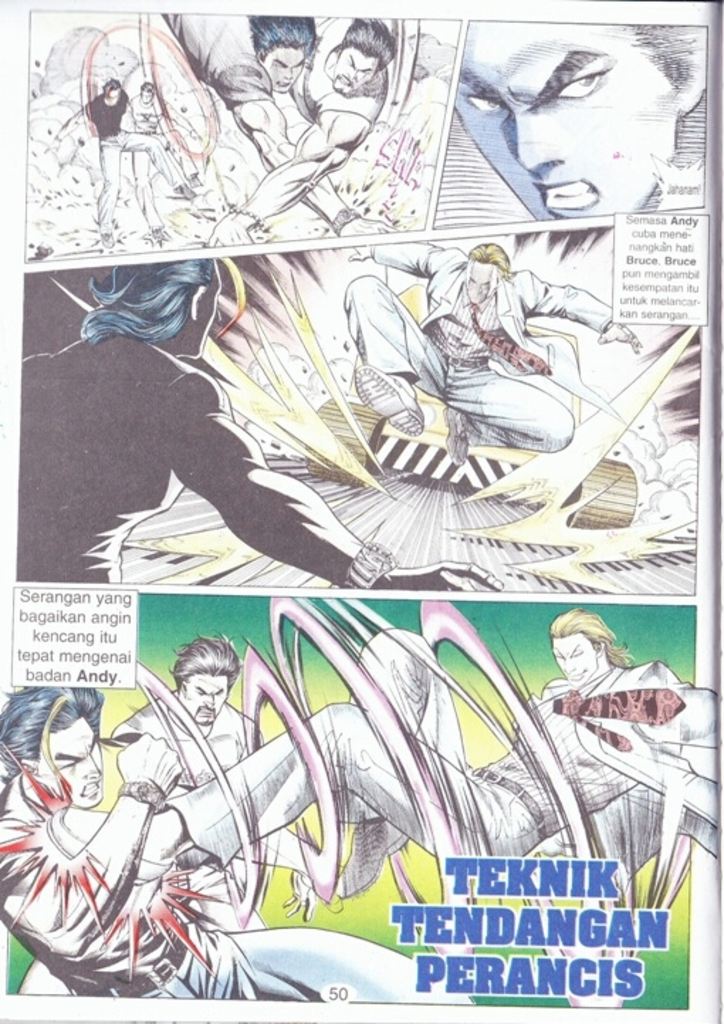 Jahanam!
Semasa Andy
cuba mene-
nangkan hati
Bruce, Bruce
pun mengambil
kesempatan itu
untuk melancar-
kan serangan....
Serangan yang
bagaikan angin
kencang itu
tepat mengenai
badan Andy.
TEKNIK
TENDANGAN
PERANCIS
50